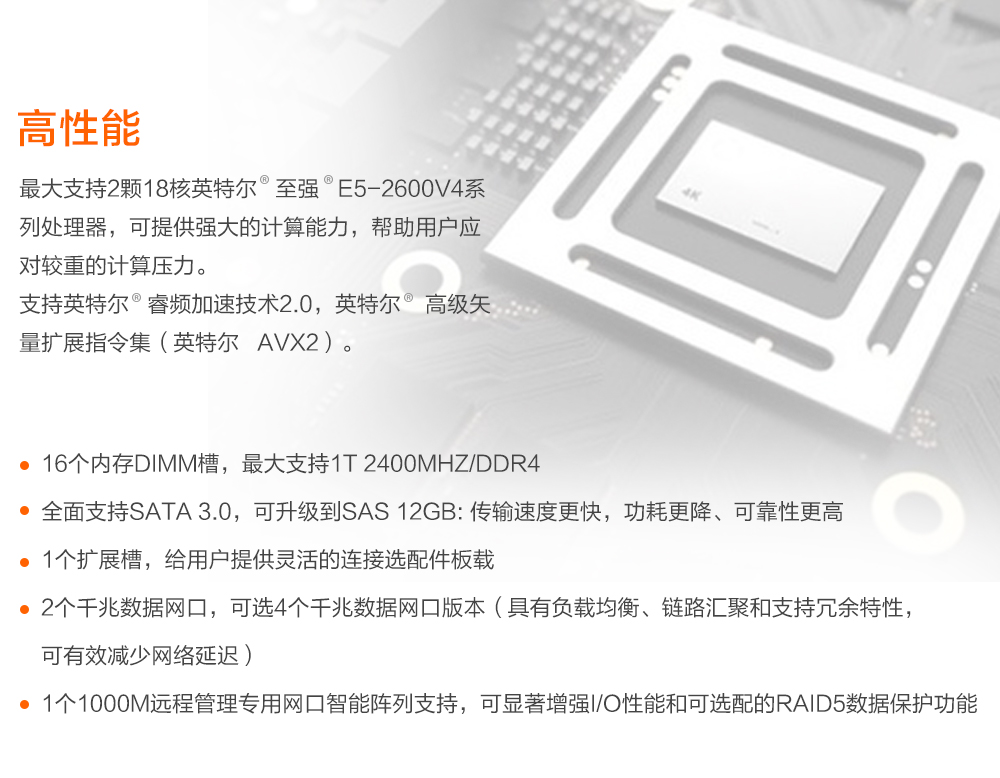 高性能
最大支持2颗18核英特尔® 至强® E5-2600V4系
列处理器，可提供强大的计算能力，帮助用户应
对较重的计算压力。
支持英特尔® 睿频加速技术2.0，英特尔® 高级矢
量扩展指令集（英特尔 AVX2）。
4K
• 16个内存DIMM槽，最大支持1T 2400MHZ/DDR4
• 全面支持SATA 3.0，可升级到SAS 12GB: 传输速度更快，功耗更降、可靠性更高
• 1个扩展槽，给用户提供灵活的连接选配件板载
• 2个千兆数据网口，可选4个千兆数据网口版本（具有负载均衡、链路汇聚和支持冗余特性，
可有效减少网络延迟）
• 1个1000M远程管理专用网口智能阵列支持，可显著增强I/O性能和可选配的RAID5数据保护功能